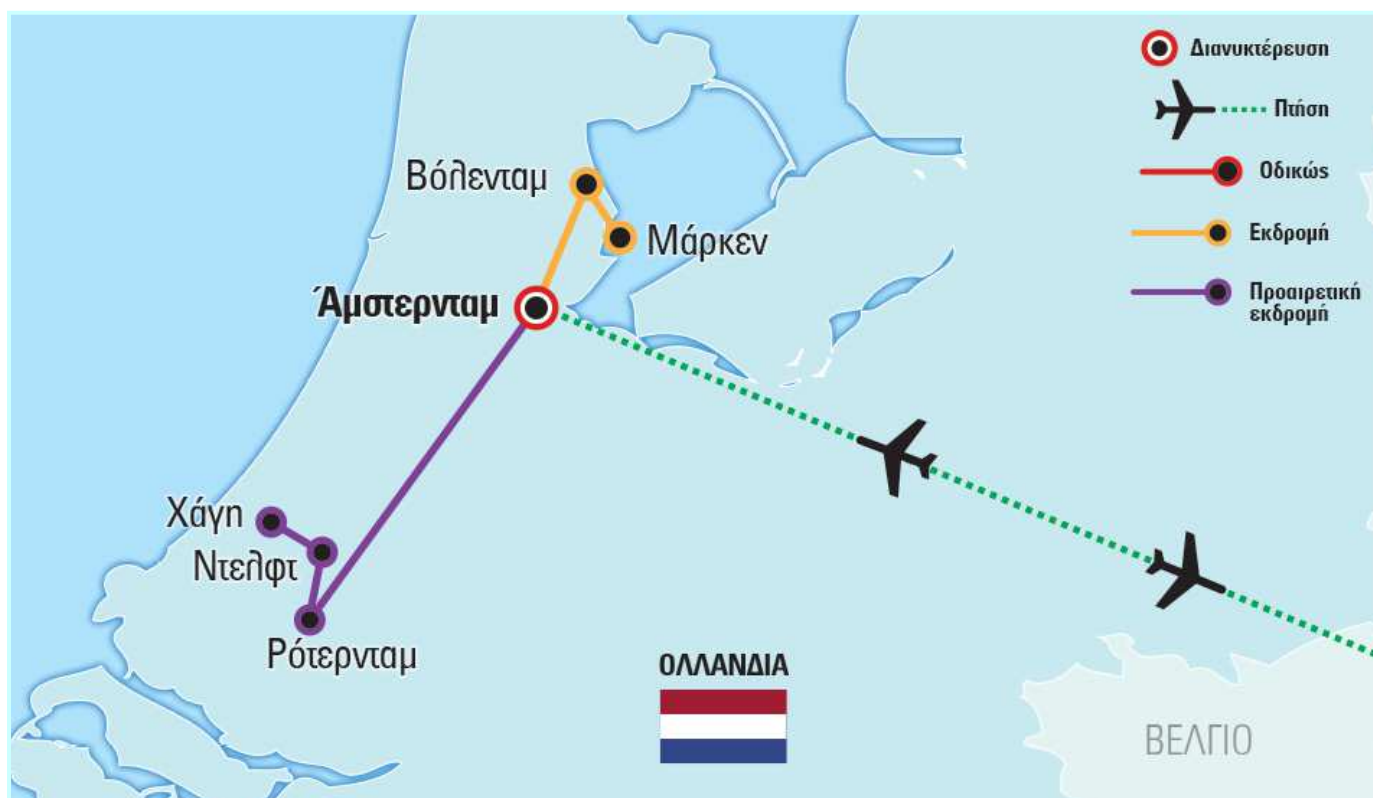 Διανυκτέρευση
Πτήση
Οδικώς
Εκδρομή
Προαιρετική
εκδρομή
Βόλενταμ
Μάρκεν
Άμστερνταμ
Χάγη
Ντελφτ
Ρότερνταμ
ΟΛΛΑΝΔΙΑ
ΒΕΛΓΙΟ